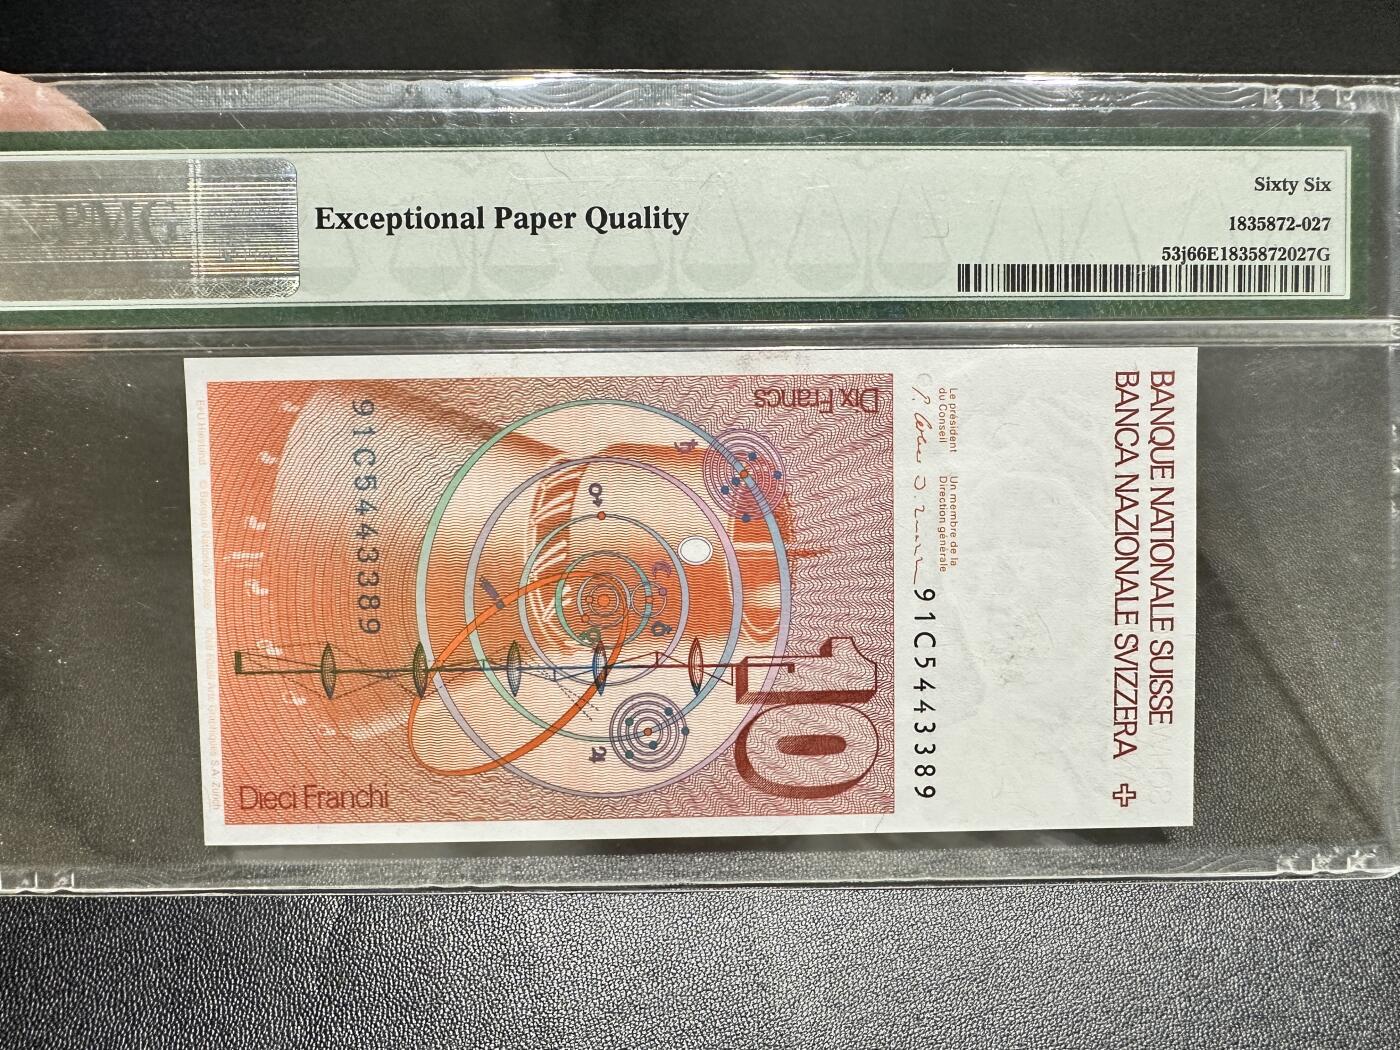 PMG
Exceptional Paper Quality
Sixty Six
1835872-027
53j66E1835872027G
BANQUE NATIONALE SUISSE
BANCA NAZIONALE SVIZZERA
Le président
du Conseil
Un membre de la
Direction générale
91C5443389
Dix Francs
10
91C5443389
Dieci Franchi